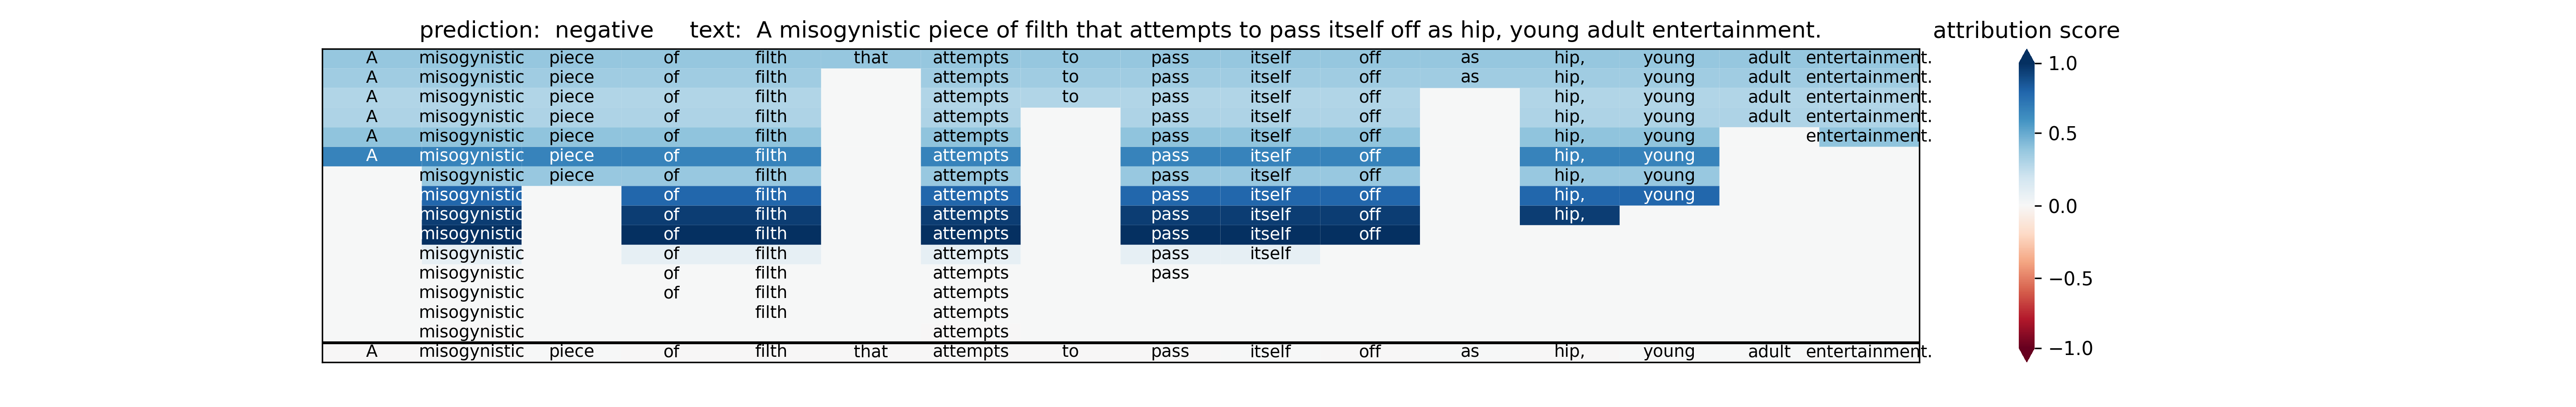 prediction: negative text: A misogynistic piece of filth that attempts to pass itself off as hip, young adult entertainment. attribution score
A misogynistic piece of filth that attempts to pass itself off as hip, young adult entertainment. 1.0
A misogynistic piece of filth attempts to pass itself off as hip, young adult entertainment.
A misogynistic piece of filth attempts to pass itself off hip, young adult entertainment.
A misogynistic piece of filth attempts pass itself off hip, young adult entertainment.
A misogynistic piece of filth attempts pass itself off hip, young entertainment. 0.5
A misogynistic piece of filth attempts pass itself off hip, young
misogynistic piece of filth attempts pass itself off hip, young
misogynistic of filth attempts pass itself off hip, young
misogynistic of filth attempts pass itself off hip, 0.0
misogynistic of filth attempts pass itself off
misogynistic of filth attempts pass itself
misogynistic of filth attempts pass −0.5
misogynistic of filth attempts
misogynistic filth attempts
misogynistic attempts
A misogynistic piece of filth that attempts to pass itself off as hip, young adult entertainment. −1.0